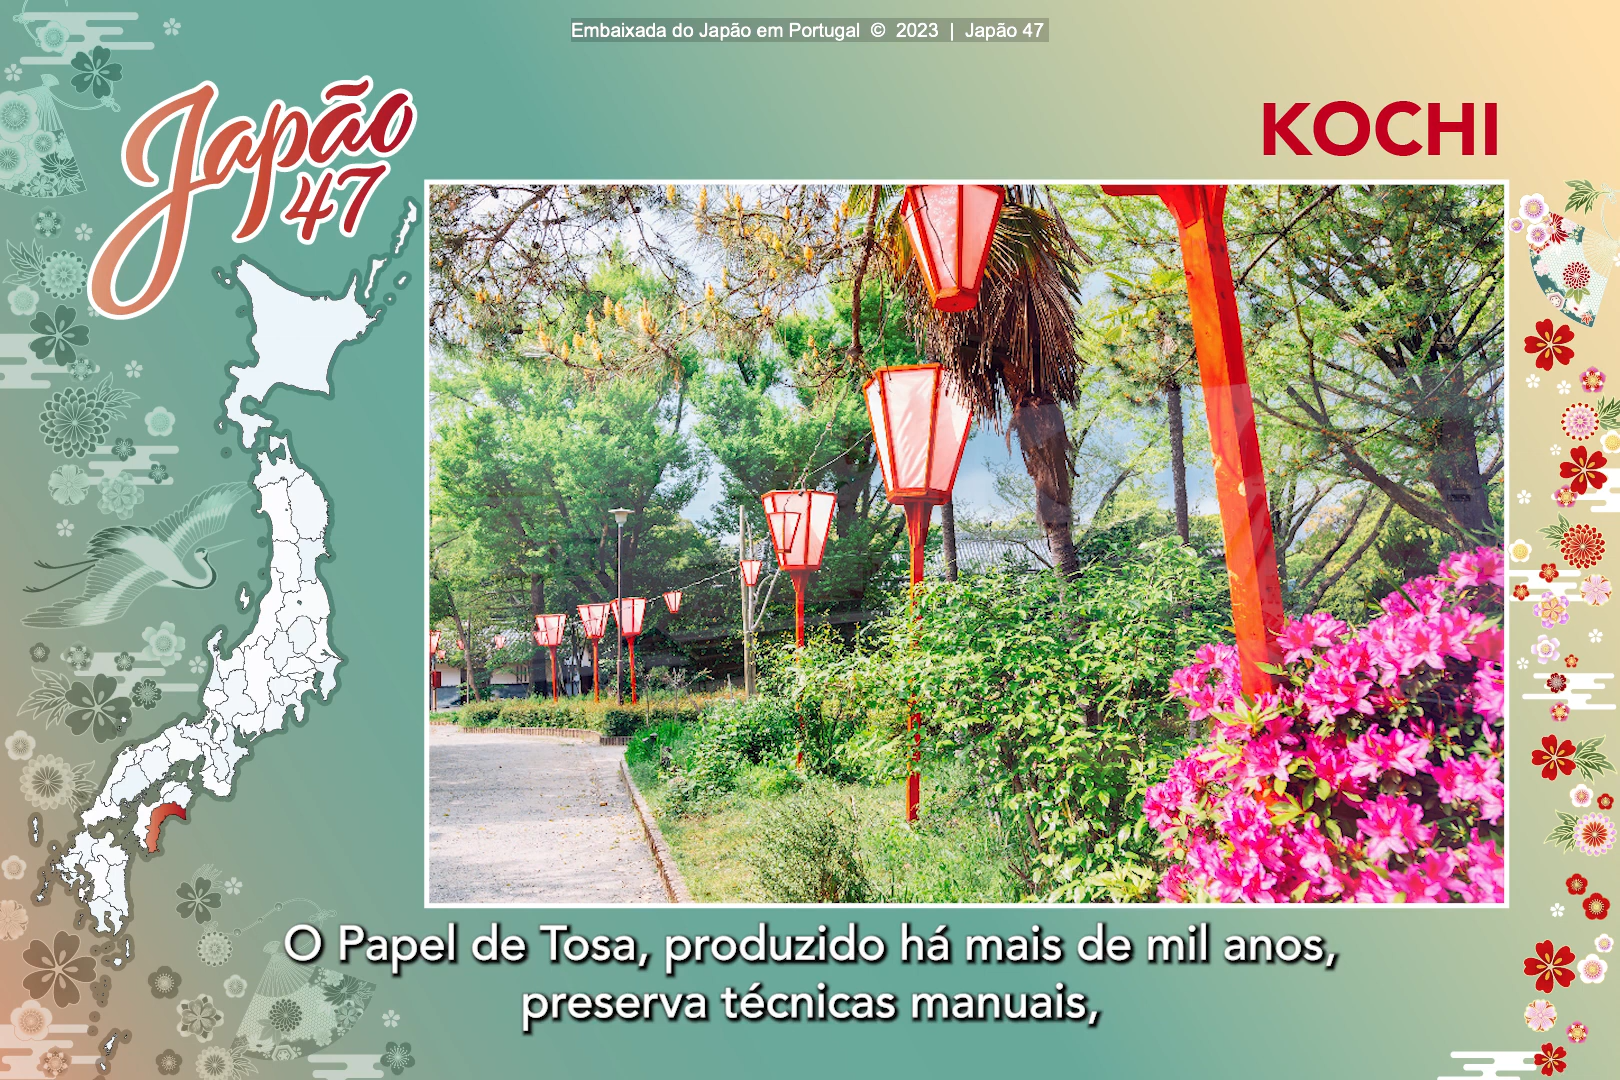 Embaixada do Japão em Portugal © 2023 | Japão 47
Japão
47
KOCHI
O Papel de Tosa, produzido há mais de mil anos,
preserva técnicas manuais,